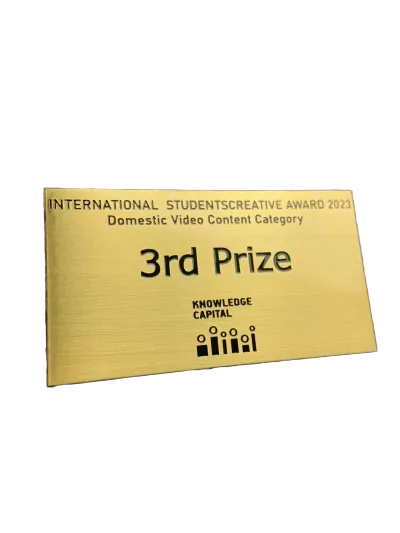 INTERNATIONAL STUDENTSCREATIVE AWARD 2023
Domestic Video Content Category
3rd Prize
KNOWLEDGE
CAPITAL